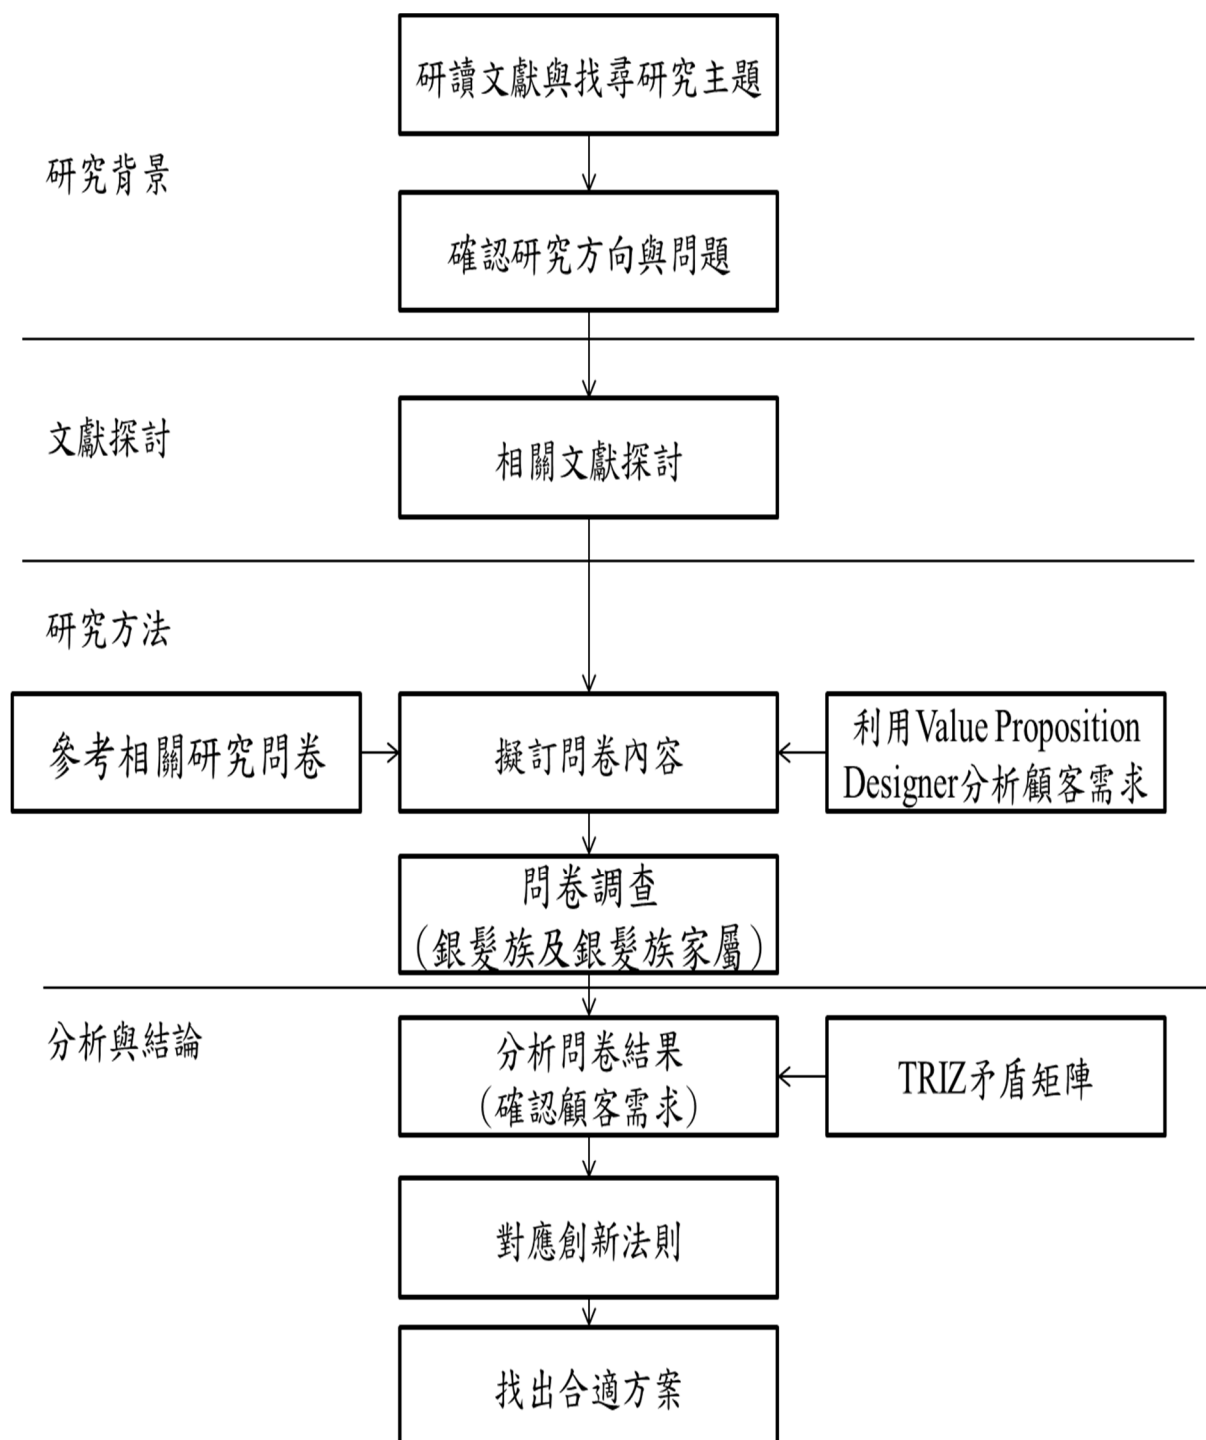 研讀文獻與找尋研究主題
研究背景
確認研究方向與問題
文獻探討
相關文獻探討
研究方法
參考相關研究問卷
擬訂問卷內容
利用Value Proposition
Designer分析顧客需求
問卷調查
(銀髮族及銀髮族家屬)
分析與結論
分析問卷結果
(確認顧客需求)
TRIZ矛盾矩陣
對應創新法則
找出合適方案